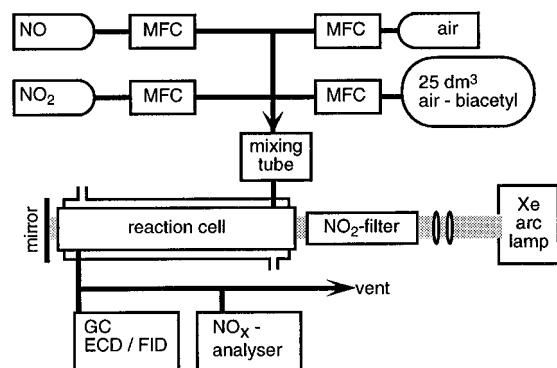 NO
MFC
MFC
air
NO₂
MFC
MFC
25 dm³
air - biacetyl
mixing
tube
mirror
reaction cell
NO₂-filter
Xe
arc
lamp
vent
GC
ECD / FID
NOₓ -
analyser